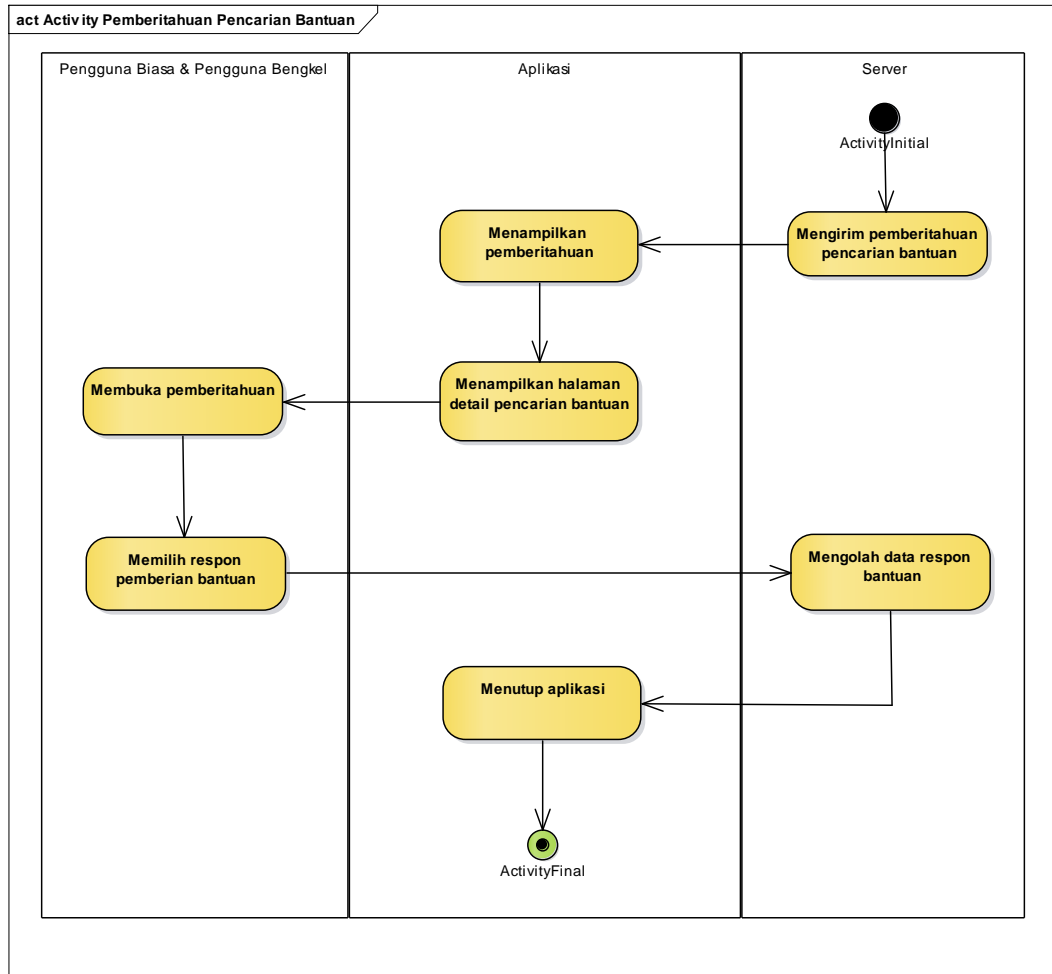 act Activity Pemberitahuan Pencarian Bantuan
Pengguna Biasa & Pengguna Bengkel
Aplikasi
Server
ActivityInitial
Menampilkan
pemberitahuan
Mengirim pemberitahuan
pencarian bantuan
Membuka pemberitahuan
Menampilkan halaman
detail pencarian bantuan
Memilih respon
pemberian bantuan
Mengolah data respon
bantuan
Menutup aplikasi
ActivityFinal